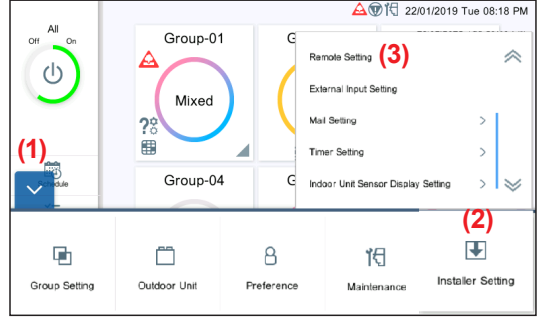 22/01/2019 Tue 08:18 PM
All
Off On
Group-01
G
Mixed
Remote Setting (3)
External Input Setting
Mail Setting >
Timer Setting >
Indoor Unit Sensor Display Setting >
(1)
Schedule
Group-04
G
(2)
Group Setting
Outdoor Unit
Preference
Maintenance
Installer Setting